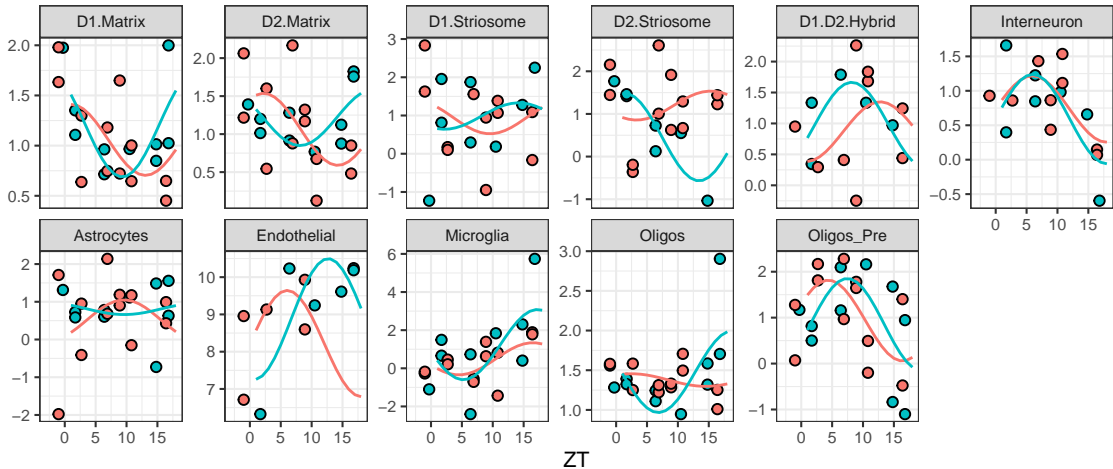 D1.Matrix D2.Matrix D1.Striosome D2.Striosome D1.D2.Hybrid Interneuron
2.0 1.5 1.0 0.5
2.0 1.5 1.0 0.5
3 2 1 0 -1
2 1 0 -1
2.0 1.5 1.0 0.5 0.0
1.5 1.0 0.5 0.0 -0.5
Astrocytes Endothelial Microglia Oligos Oligos_Pre
2 1 0 -1 -2
10 9 8 7
6 4 2 0 -2
3.0 2.5 2.0 1.5 1.0
2 1 0 -1
0 5 10 15 0 5 10 15 0 5 10 15 0 5 10 15 0 5 10 15 0 5 10 15
ZT